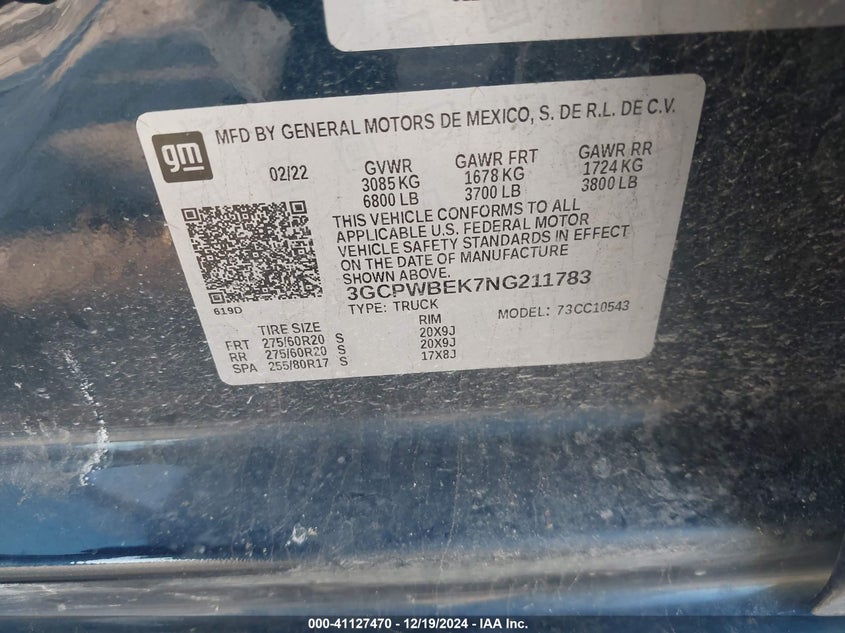 gm
MFD BY GENERAL MOTORS DE MEXICO, S. DE R.L. DE C.V.
02/22 GVWR GAWR FRT GAWR RR
3085 KG 1678 KG 1724 KG
6800 LB 3700 LB 3800 LB
THIS VEHICLE CONFORMS TO ALL
APPLICABLE U.S. FEDERAL MOTOR
VEHICLE SAFETY STANDARDS IN EFFECT
ON THE DATE OF MANUFACTURE
SHOWN ABOVE.
619D
3GCPWBEK7NG211783
TYPE: TRUCK MODEL: 73CC10543
TIRE SIZE RIM
FRT 275/60R20 S 20X9J
RR 275/60R20 S 20X9J
SPA 255/80R17 S 17X8J
000-41127470 - 12/19/2024 - IAA Inc.